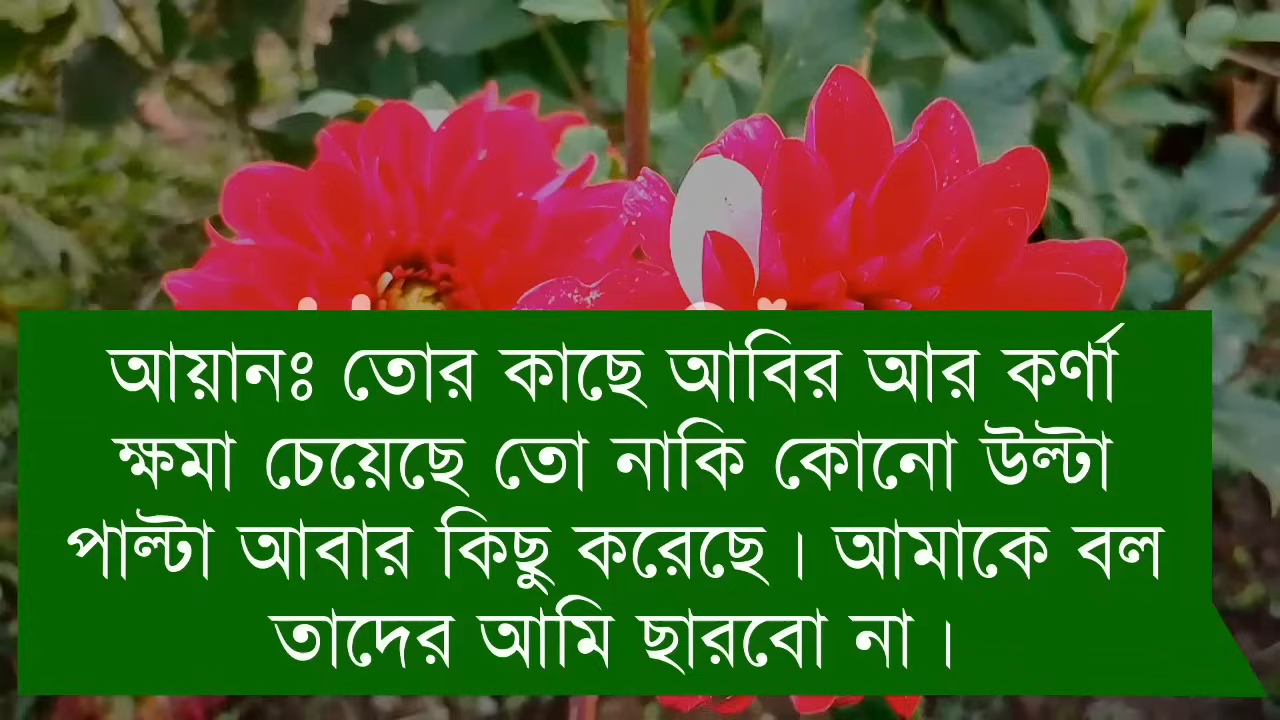 আয়ানঃ তোর কাছে আবির আর কর্ণা
ক্ষমা চেয়েছে তো নাকি কোনো উল্টা
পাল্টা আবার কিছু করেছে। আমাকে বল
তাদের আমি ছারবো না।